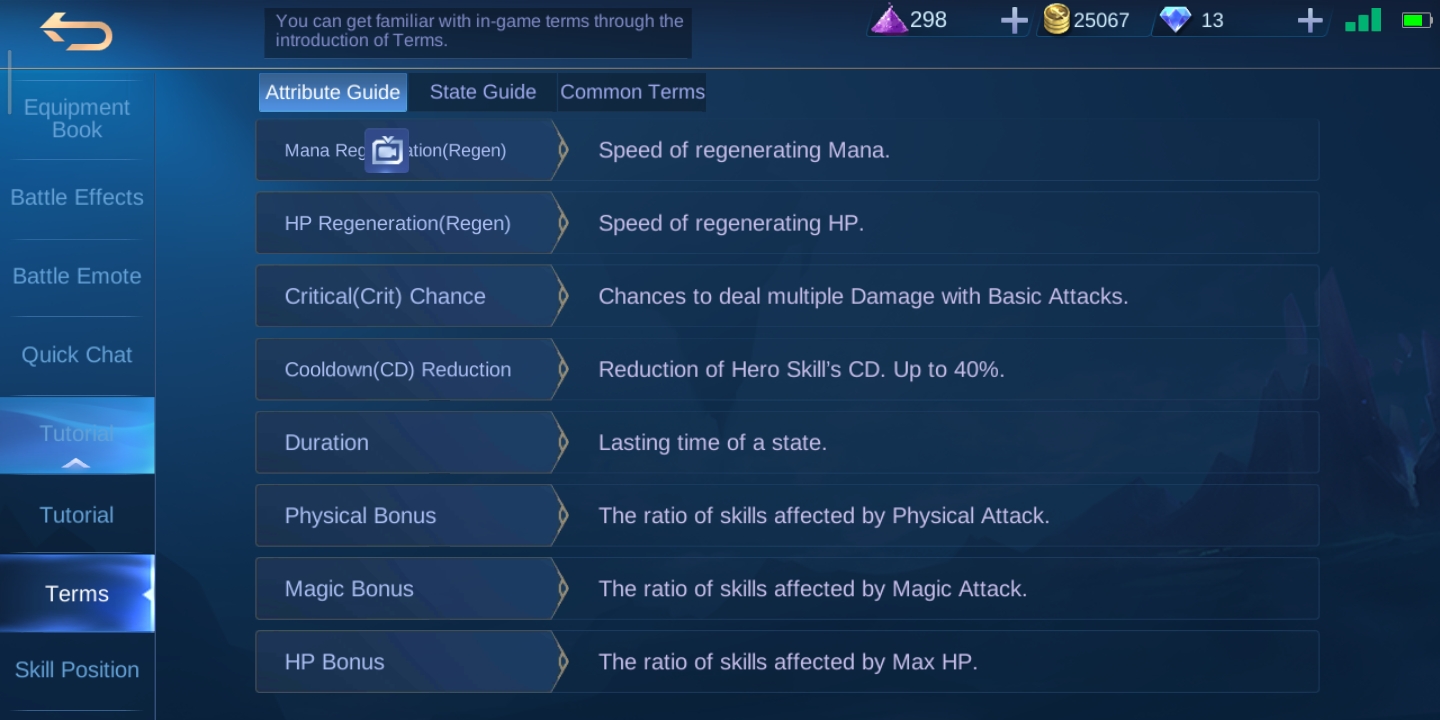 You can get familiar with in-game terms through the
introduction of Terms.
298
25067
13
Equipment
Book
Battle Effects
Battle Emote
Quick Chat
Tutorial
Tutorial
Terms
Skill Position
Attribute Guide
State Guide
Common Terms
Mana Reg ation(Regen)
Speed of regenerating Mana.
HP Regeneration(Regen)
Speed of regenerating HP.
Critical(Crit) Chance
Chances to deal multiple Damage with Basic Attacks.
Cooldown(CD) Reduction
Reduction of Hero Skill's CD. Up to 40%.
Duration
Lasting time of a state.
Physical Bonus
The ratio of skills affected by Physical Attack.
Magic Bonus
The ratio of skills affected by Magic Attack.
HP Bonus
The ratio of skills affected by Max HP.